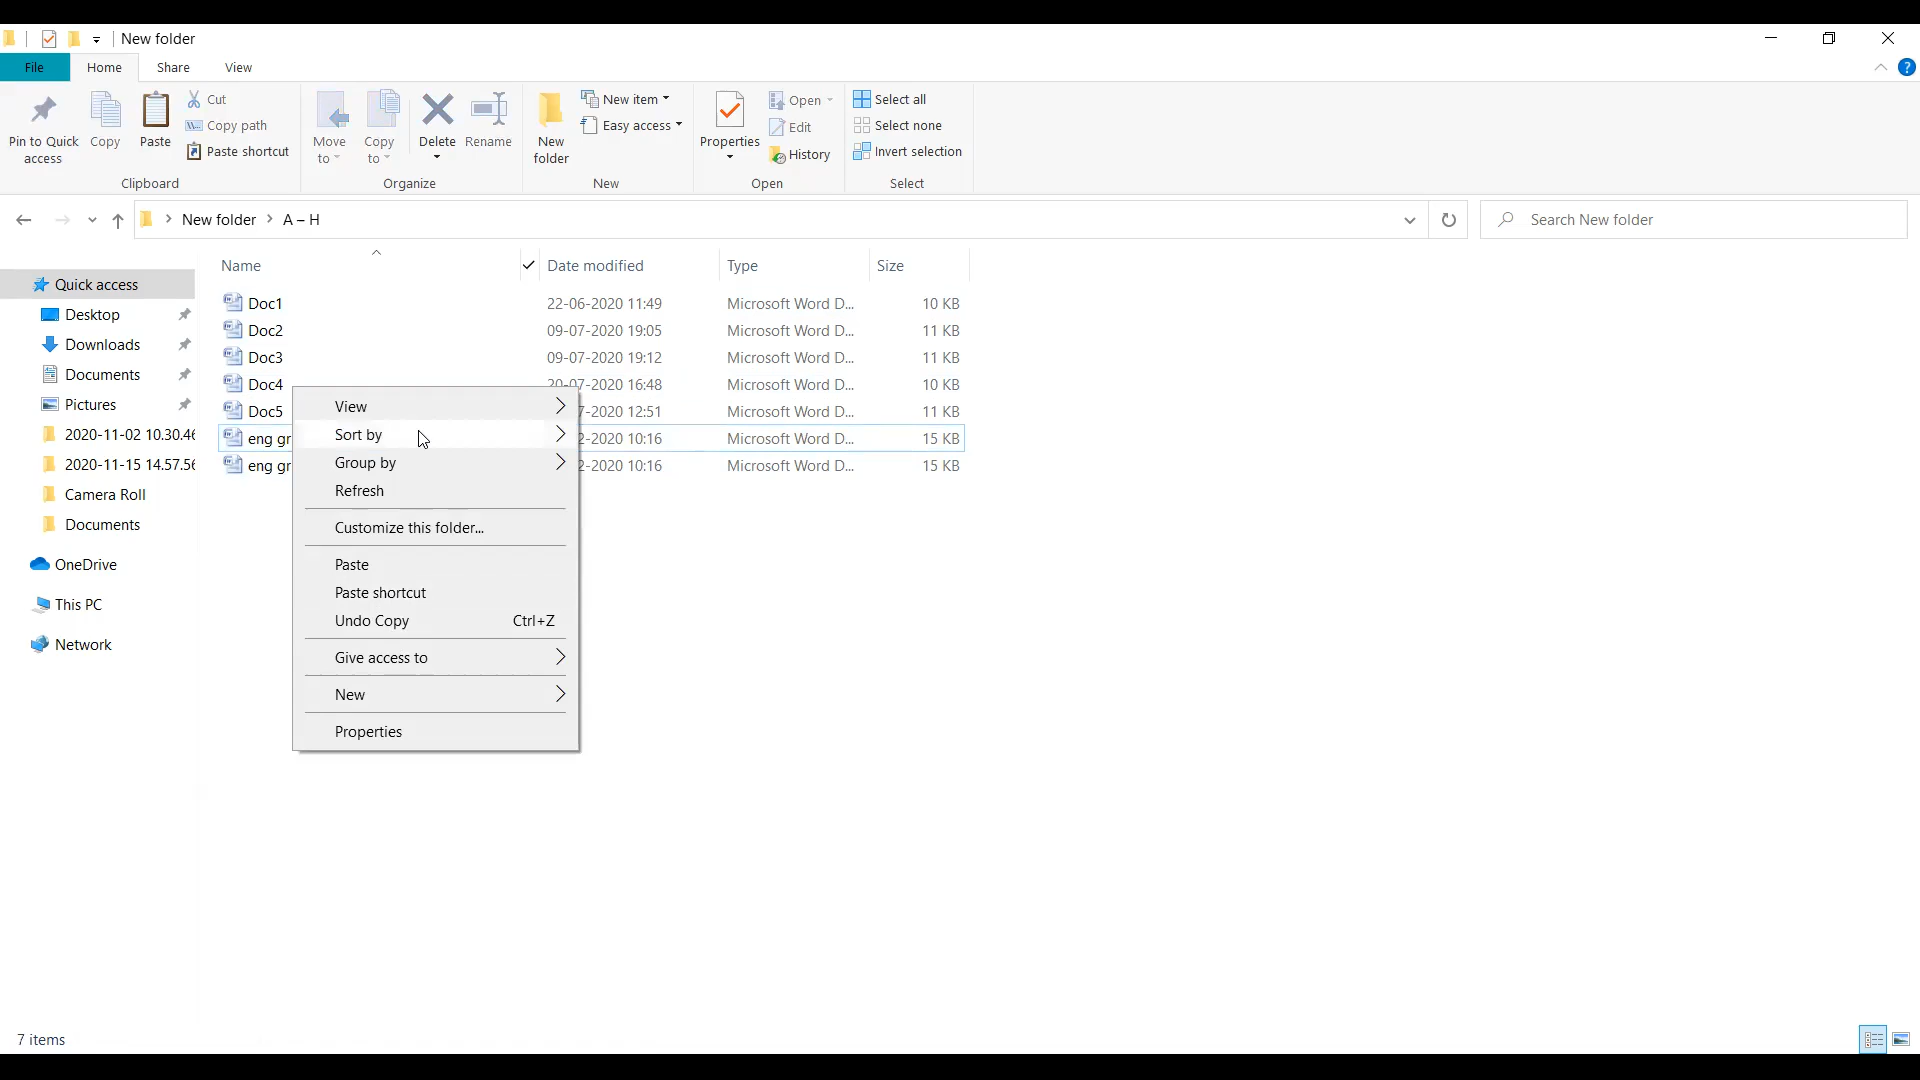 New folder
File Home Share View
Pin to Quick access
Copy
Paste
Cut
Copy path
Paste shortcut
Clipboard
Move to
Copy to
Delete
Rename
Organize
New folder
New item
Easy access
New
Properties
Open
Edit
History
Open
Select all
Select none
Invert selection
Select
New folder A – H
Search New folder
Name Date modified Type Size
Quick access
Desktop
Downloads
Documents
Pictures
2020-11-02 10.30.46
2020-11-15 14.57.56
Camera Roll
Documents
OneDrive
This PC
Network
Doc1 22-06-2020 11:49 Microsoft Word D... 10 KB
Doc2 09-07-2020 19:05 Microsoft Word D... 11 KB
Doc3 09-07-2020 19:12 Microsoft Word D... 11 KB
Doc4 20-07-2020 16:48 Microsoft Word D... 10 KB
Doc5 7-2020 12:51 Microsoft Word D... 11 KB
eng gr 2-2020 10:16 Microsoft Word D... 15 KB
eng gr 2-2020 10:16 Microsoft Word D... 15 KB
View
Sort by
Group by
Refresh
Customize this folder...
Paste
Paste shortcut
Undo Copy Ctrl+Z
Give access to
New
Properties
7 items